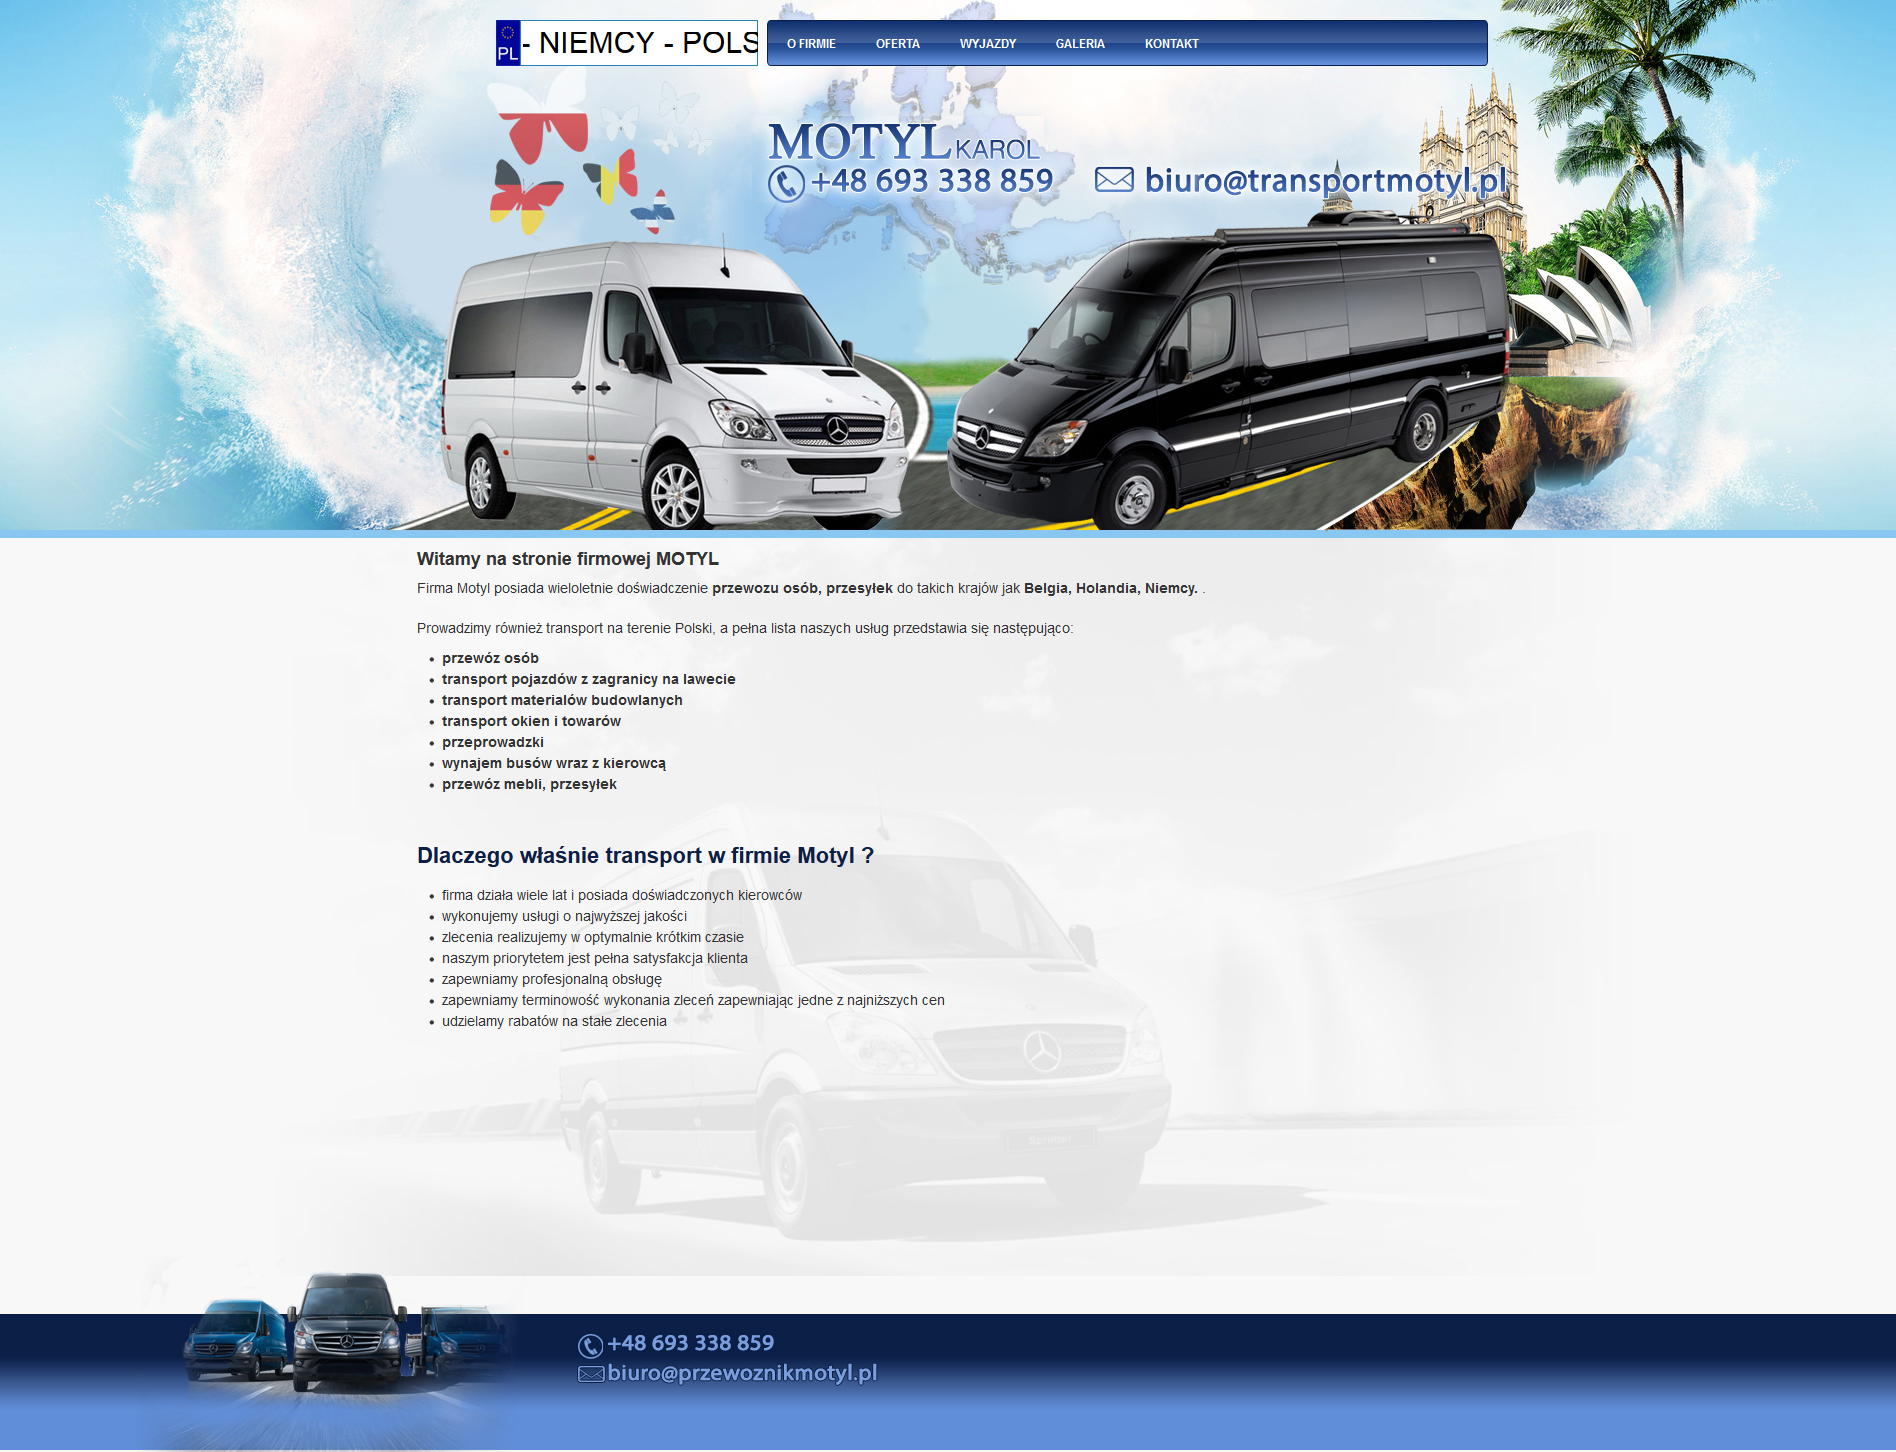 PL - NIEMCY - POLS
O FIRMIE OFERTA WYJAZDY GALERIA KONTAKT
MOTYL KAROL
+48 693 338 859 biuro@transportmotyl.pl
Witamy na stronie firmowej MOTYL
Firma Motyl posiada wieloletnie doświadczenie przewozu osób, przesyłek do takich krajów jak Belgia, Holandia, Niemcy. .
Prowadzimy również transport na terenie Polski, a pełna lista naszych usług przedstawia się następująco:
przewóz osób
transport pojazdów z zagranicy na lawecie
transport materialów budowlanych
transport okien i towarów
przeprowadzki
wynajem busów wraz z kierowcą
przewóz mebli, przesyłek
Dlaczego właśnie transport w firmie Motyl ?
firma działa wiele lat i posiada doświadczonych kierowców
wykonujemy usługi o najwyższej jakości
zlecenia realizujemy w optymalnie krótkim czasie
naszym priorytetem jest pełna satysfakcja klienta
zapewniamy profesjonalną obsługę
zapewniamy terminowość wykonania zleceń zapewniając jedne z najniższych cen
udzielamy rabatów na stałe zlecenia
Sprinter
+48 693 338 859
biuro@przewoznikmotyl.pl